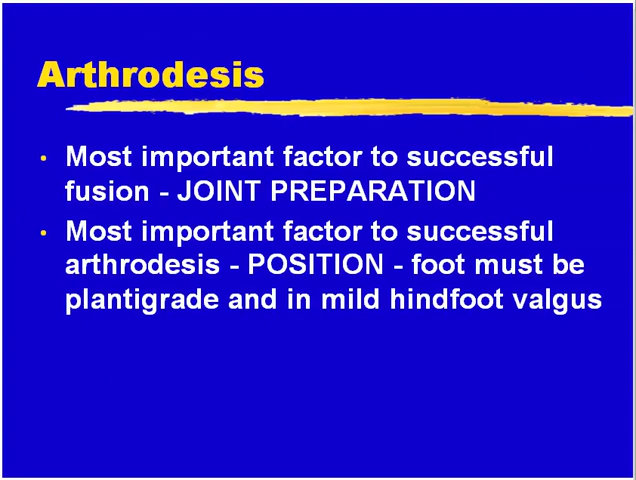 Arthrodesis
• Most important factor to successful
fusion - JOINT PREPARATION
• Most important factor to successful
arthrodesis - POSITION - foot must be
plantigrade and in mild hindfoot valgus